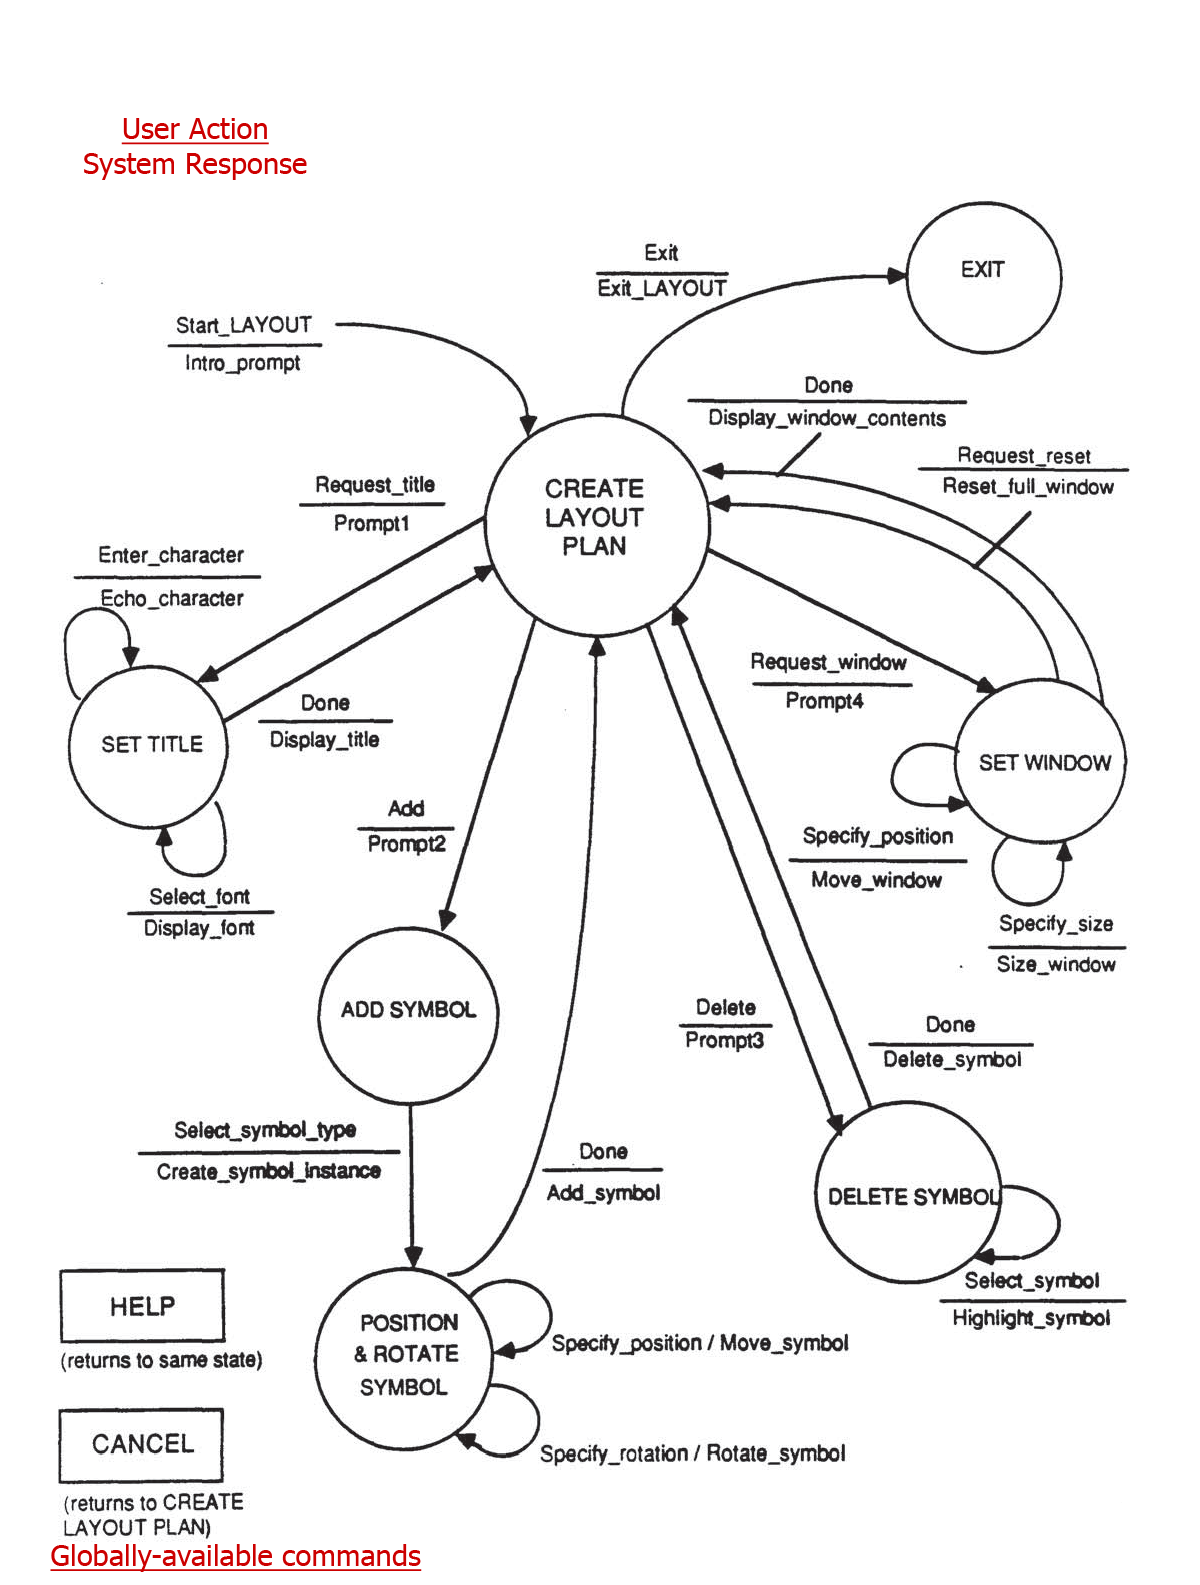 User Action
System Response
Exit
Exit_LAYOUT
EXIT
Start_LAYOUT
Intro_prompt
Done
Display_window_contents
Request_reset
Reset_full_window
CREATE
LAYOUT
PLAN
Request_title
Prompt1
Enter_character
Echo_character
Request_window
Prompt4
Done
Display_title
SET TITLE
SET WINDOW
Add
Prompt2
Specify_position
Move_window
Select_font
Display_font
Specify_size
Size_window
ADD SYMBOL
Delete
Prompt3
Done
Delete_symbol
Select_symbol_type
Create_symbol_instance
Done
Add_symbol
DELETE SYMBOL
Select_symbol
Highlight_symbol
HELP
(returns to same state)
POSITION
& ROTATE
SYMBOL
Specify_position / Move_symbol
Specify_rotation / Rotate_symbol
CANCEL
(returns to CREATE
LAYOUT PLAN)
Globally-available commands